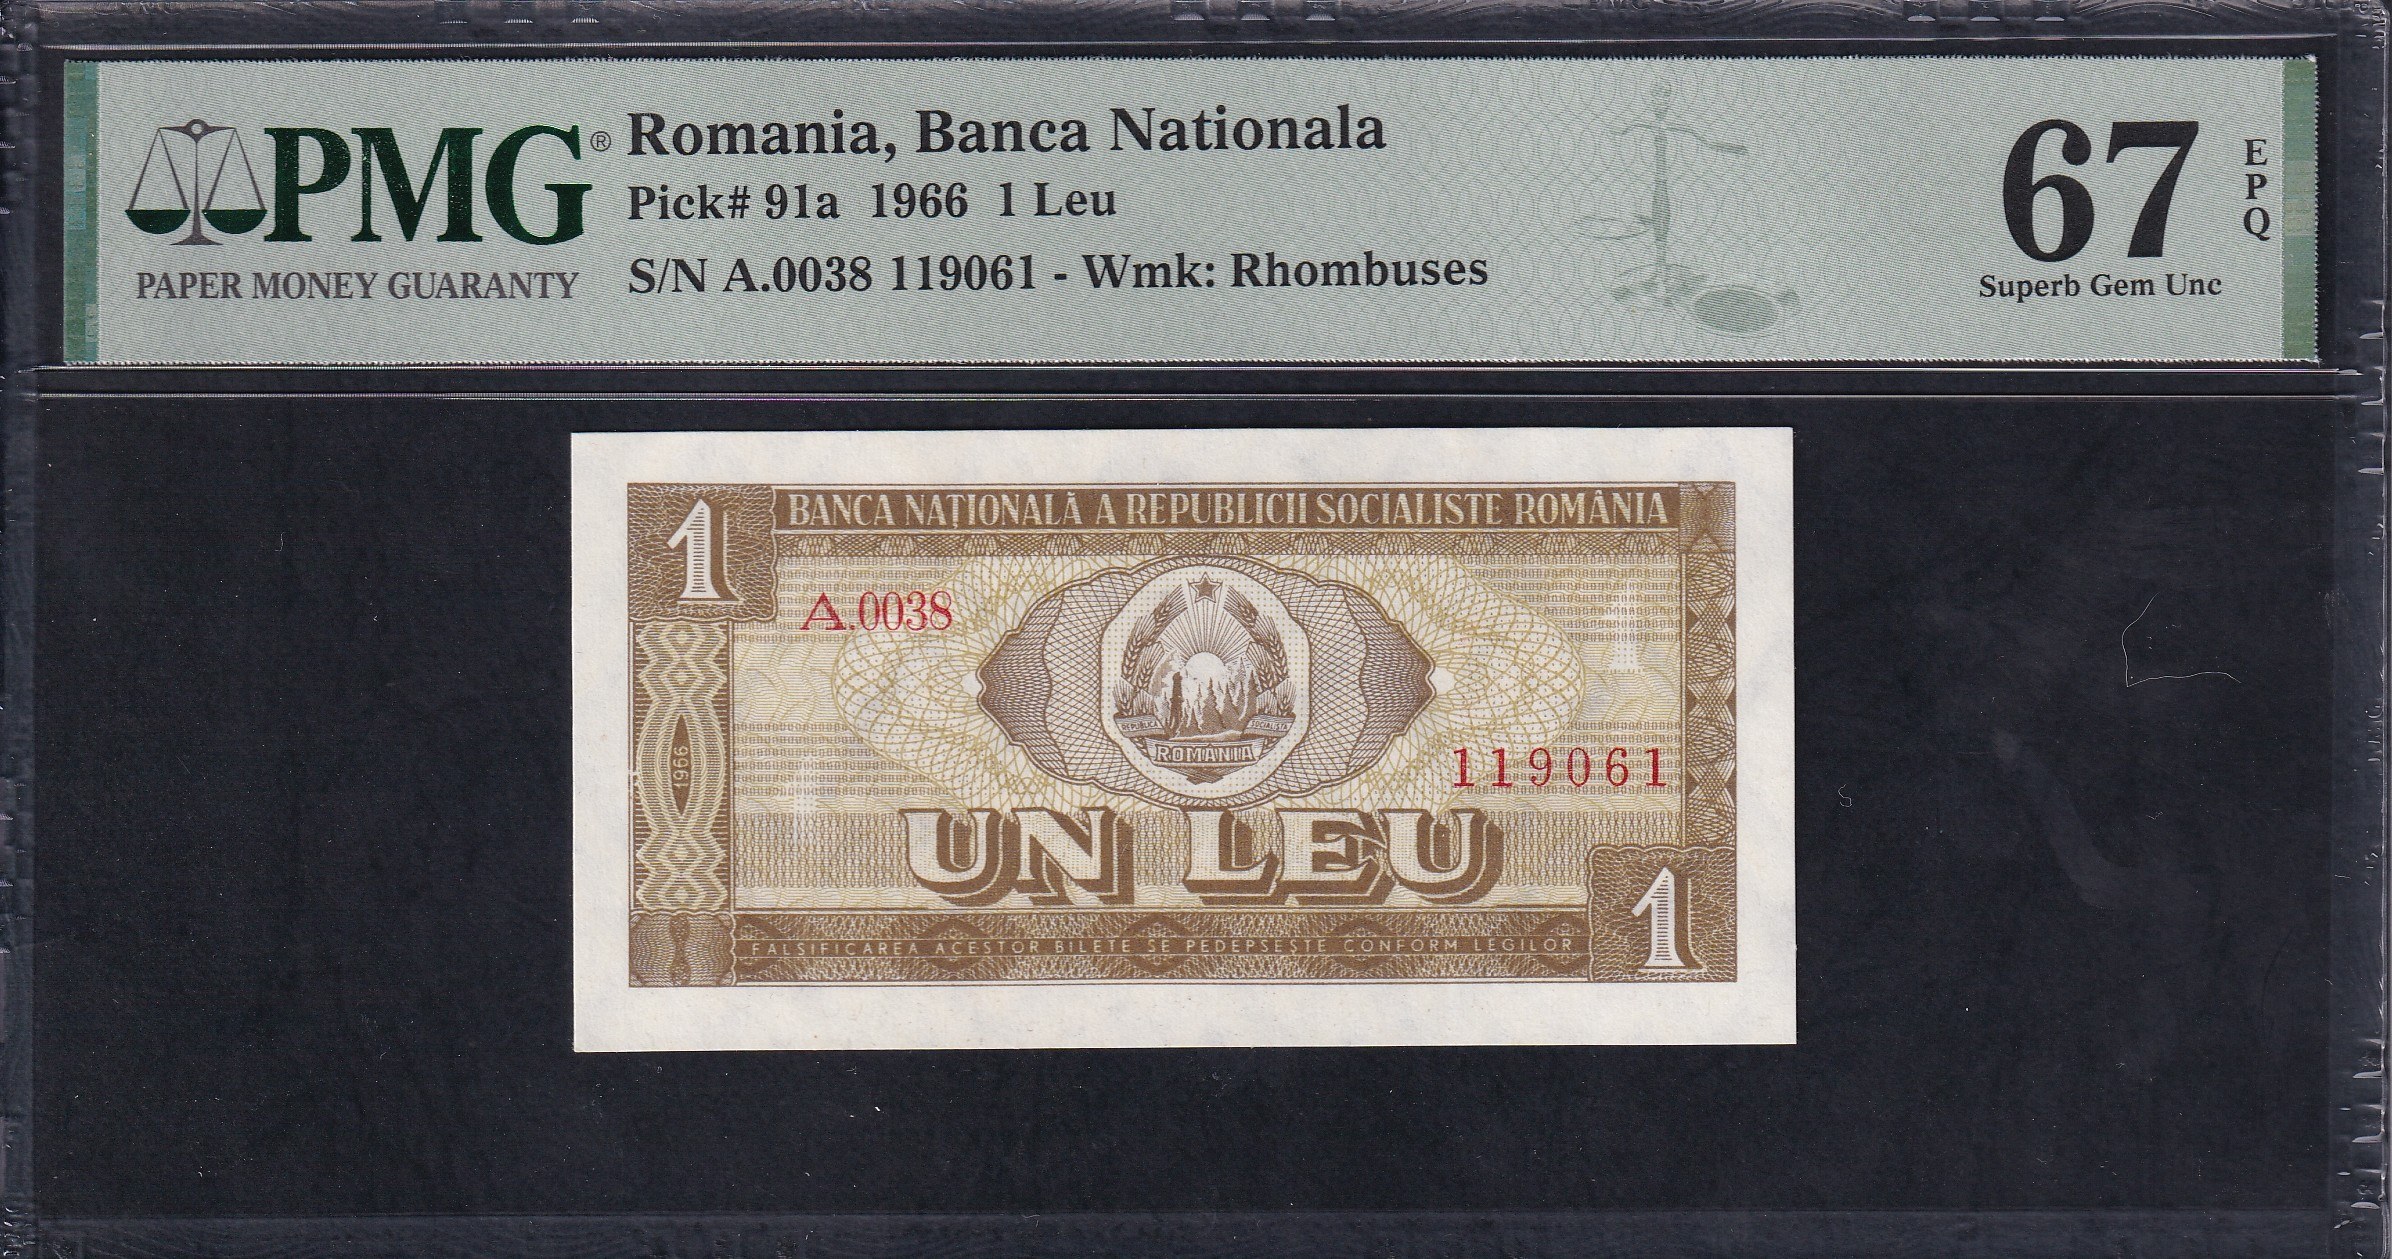 PMG®
PAPER MONEY GUARANTY
Romania, Banca Nationala
Pick# 91a 1966 1 Leu
S/N A.0038 119061 - Wmk: Rhombuses
67
EPQ
Superb Gem Unc
1
BANCA NAȚIONALĂ A REPUBLICII SOCIALISTE ROMÂNIA
A.0038
REPUBLICA SOCIALISTA
ROMANIA
1966
119061
UN LEU
1
FALSIFICAREA ACESTOR BILETE SE PEDEPSEȘTE CONFORM LEGILOR